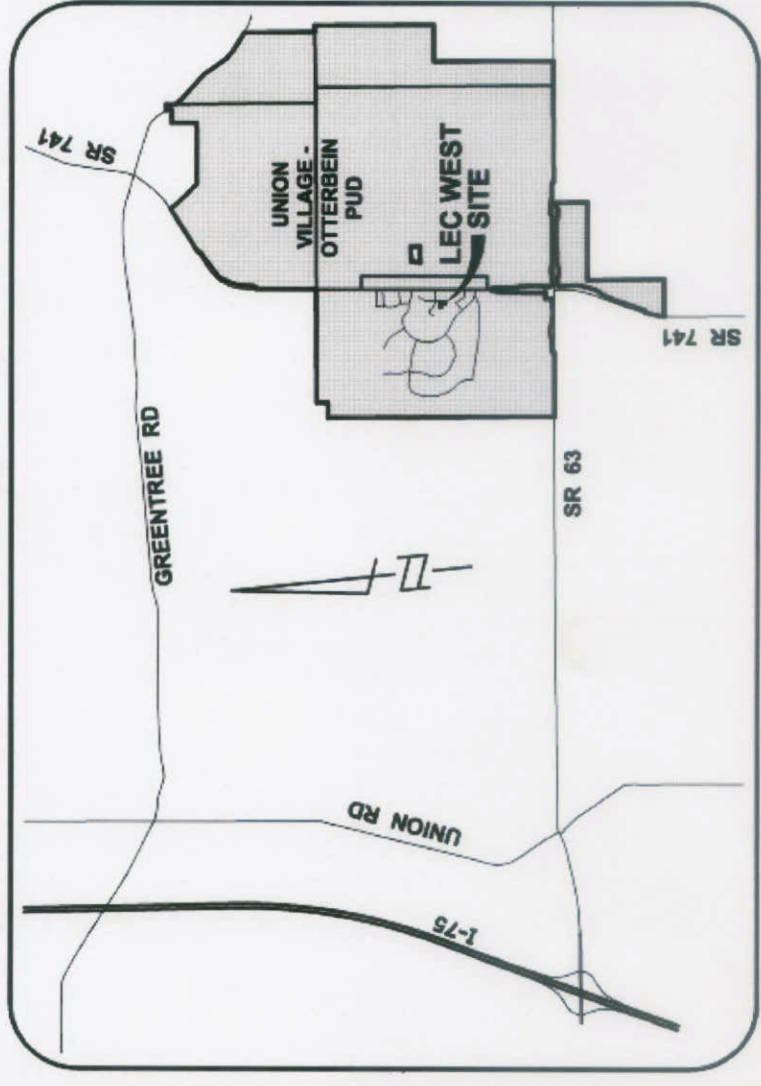 SR 741
UNION
VILLAGE -
OTTERBEIN
PUD
LEC WEST
SITE
GREENTREE RD
SR 741
SR 63
N
UNION RD
I-75